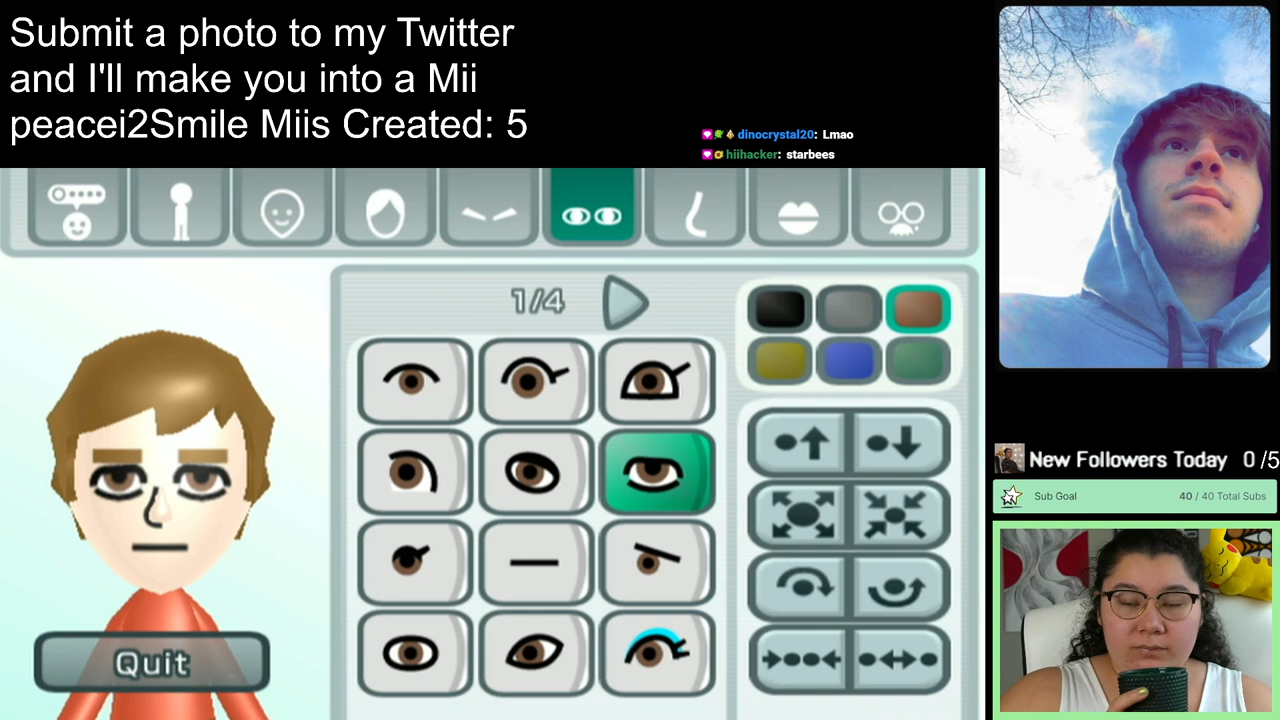 Submit a photo to my Twitter
and I'll make you into a Mii
peacei2Smile Miis Created: 5
dinocrystal20: Lmao
hiihacker: starbees
1/4
Quit
New Followers Today 0 /5
Sub Goal 40 / 40 Total Subs